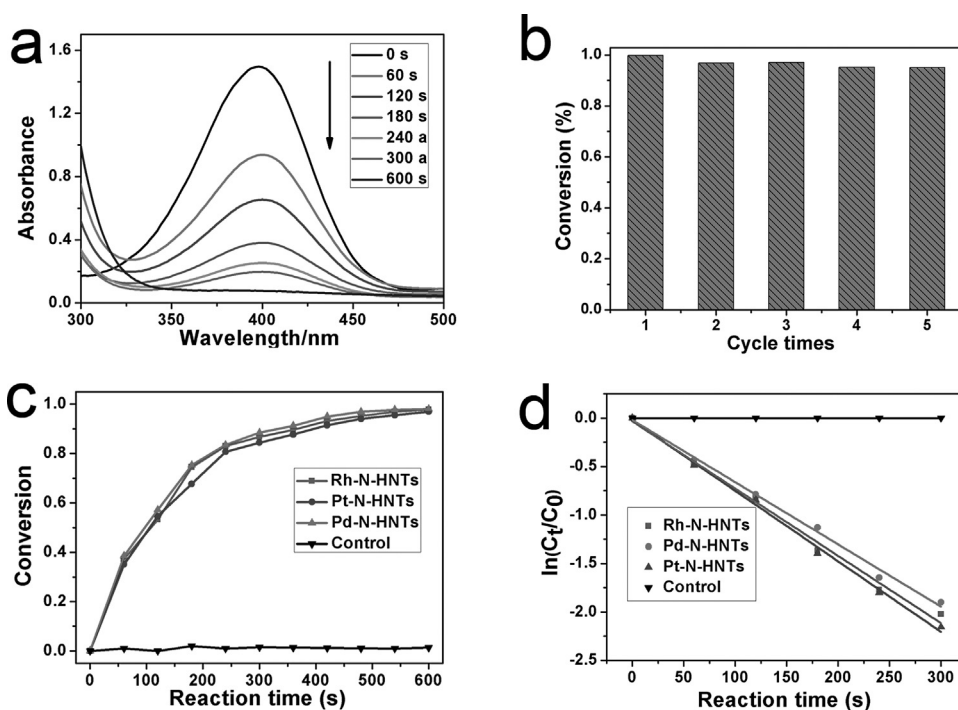 a
Absorbance
1.6
1.2
0.8
0.4
0.0
300
350
400
450
500
Wavelength/nm
0 s
60 s
120 s
180 s
240 a
300 a
600 s
b
Conversion (%)
1.0
0.8
0.6
0.4
0.2
0.0
1
2
3
4
5
Cycle times
c
Conversion
1.0
0.8
0.6
0.4
0.2
0.0
0
100
200
300
400
500
600
Reaction time (s)
Rh-N-HNTs
Pt-N-HNTs
Pd-N-HNTs
Control
d
ln(Ct/C0)
0.0
-0.5
-1.0
-1.5
-2.0
-2.5
0
50
100
150
200
250
300
Reaction time (s)
Rh-N-HNTs
Pd-N-HNTs
Pt-N-HNTs
Control